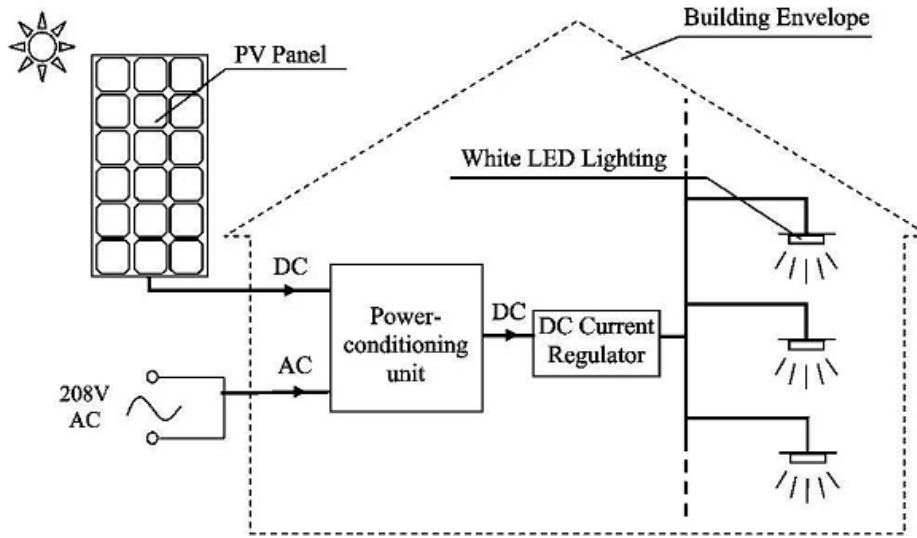 Building Envelope
PV Panel
White LED Lighting
DC
Power-
conditioning
unit
DC
DC Current
Regulator
AC
208V
AC